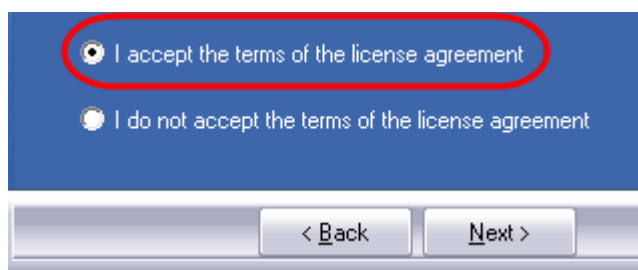 I accept the terms of the license agreement
I do not accept the terms of the license agreement
< Back Next >